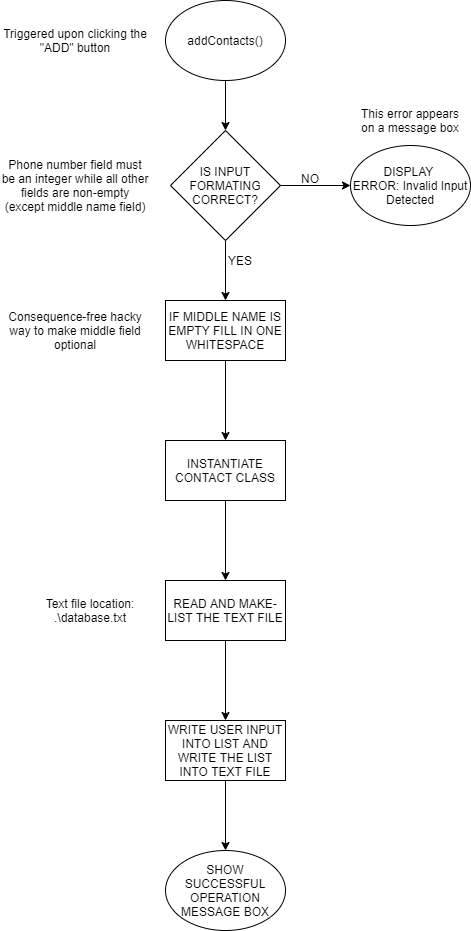 Triggered upon clicking the
"ADD" button
addContacts()
This error appears
on a message box
Phone number field must
be an integer while all other
fields are non-empty
(except middle name field)
IS INPUT
FORMATING
CORRECT?
NO
DISPLAY
ERROR: Invalid Input
Detected
YES
Consequence-free hacky
way to make middle field
optional
IF MIDDLE NAME IS
EMPTY FILL IN ONE
WHITESPACE
INSTANTIATE
CONTACT CLASS
Text file location:
.\database.txt
READ AND MAKE-
LIST THE TEXT FILE
WRITE USER INPUT
INTO LIST AND
WRITE THE LIST
INTO TEXT FILE
SHOW
SUCCESSFUL
OPERATION
MESSAGE BOX